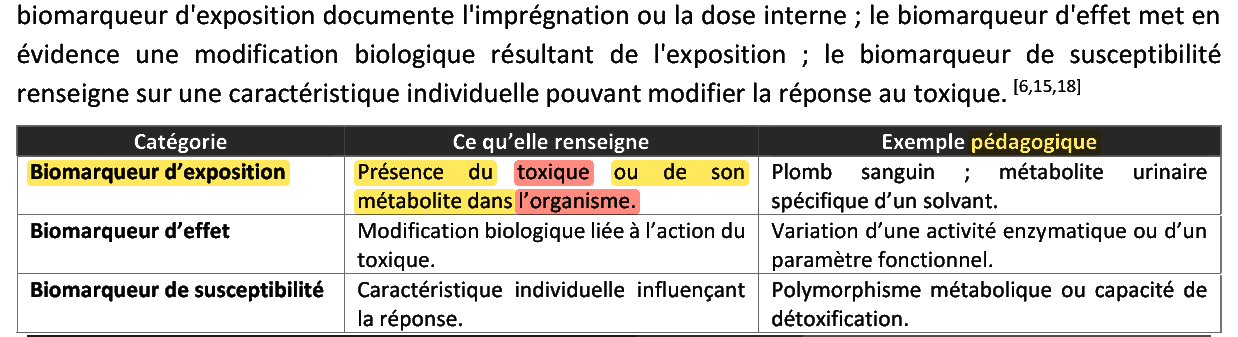 biomarqueur d'exposition documente l'imprégnation ou la dose interne ; le biomarqueur d'effet met en
évidence une modification biologique résultant de l'exposition ; le biomarqueur de susceptibilité
renseigne sur une caractéristique individuelle pouvant modifier la réponse au toxique. [6,15,18]
Catégorie Ce qu’elle renseigne Exemple pédagogique
Biomarqueur d’exposition Présence du toxique ou de son Plomb sanguin ; métabolite urinaire
métabolite dans l’organisme. spécifique d’un solvant.
Biomarqueur d’effet Modification biologique liée à l’action du Variation d’une activité enzymatique ou d’un
toxique. paramètre fonctionnel.
Biomarqueur de susceptibilité Caractéristique individuelle influençant Polymorphisme métabolique ou capacité de
la réponse. détoxification.